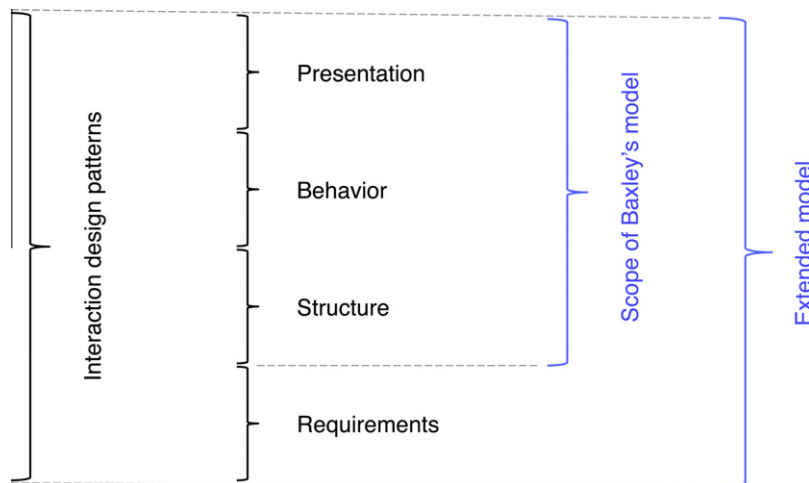 Interaction design patterns
Presentation
Behavior
Structure
Requirements
Scope of Baxley's model
Extended model